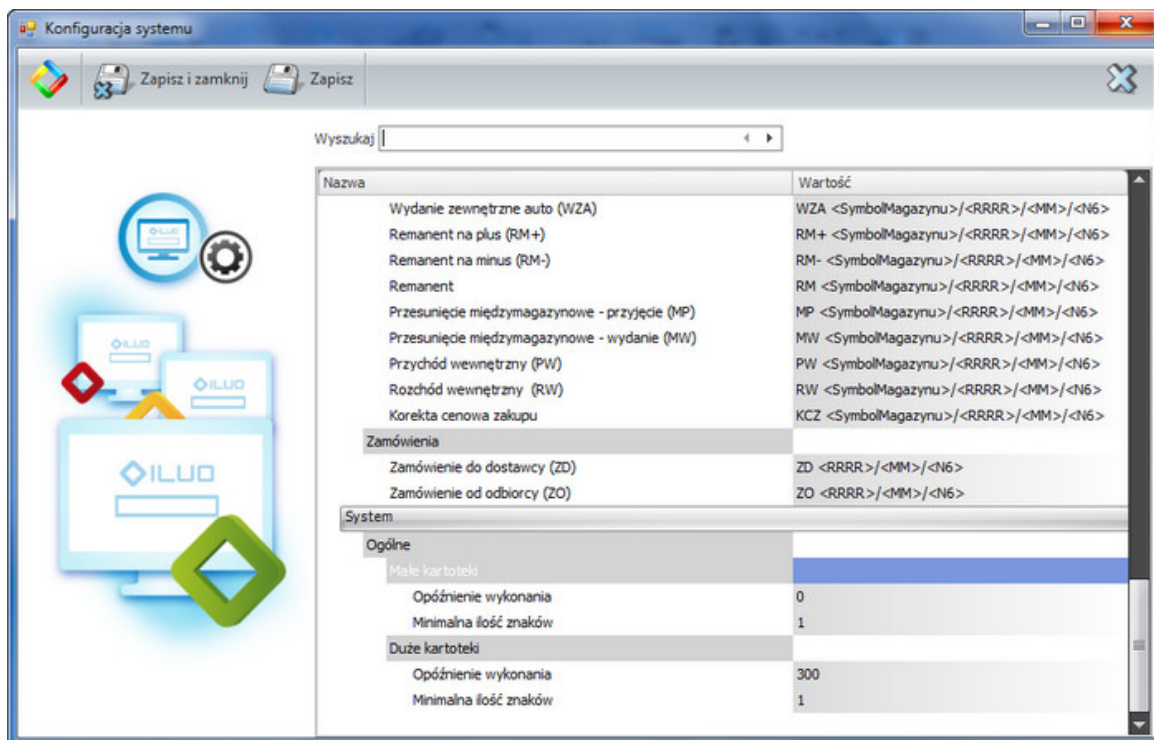 Konfiguracja systemu
Zapisz i zamknij Zapisz
Wyszukaj
Nazwa Wartość
Wydanie zewnętrzne auto (WZA) WZA <SymbolMagazynu>/<RRRR>/<MM>/<N6>
Remanent na plus (RM+) RM+ <SymbolMagazynu>/<RRRR>/<MM>/<N6>
Remanent na minus (RM-) RM- <SymbolMagazynu>/<RRRR>/<MM>/<N6>
Remanent RM <SymbolMagazynu>/<RRRR>/<MM>/<N6>
Przesunięcie międzymagazynowe - przyjęcie (MP) MP <SymbolMagazynu>/<RRRR>/<MM>/<N6>
Przesunięcie międzymagazynowe - wydanie (MW) MW <SymbolMagazynu>/<RRRR>/<MM>/<N6>
Przychód wewnętrzny (PW) PW <SymbolMagazynu>/<RRRR>/<MM>/<N6>
Rozchód wewnętrzny (RW) RW <SymbolMagazynu>/<RRRR>/<MM>/<N6>
Korekta cenowa zakupu KCZ <SymbolMagazynu>/<RRRR>/<MM>/<N6>
Zamówienia
Zamówienie do dostawcy (ZD) ZD <RRRR>/<MM>/<N6>
Zamówienie od odbiorcy (ZO) ZO <RRRR>/<MM>/<N6>
System
Ogólne
Małe kartoteki
Opóźnienie wykonania 0
Minimalna ilość znaków 1
Duże kartoteki
Opóźnienie wykonania 300
Minimalna ilość znaków 1
ILUO
ILUO
ILUO
ILUO